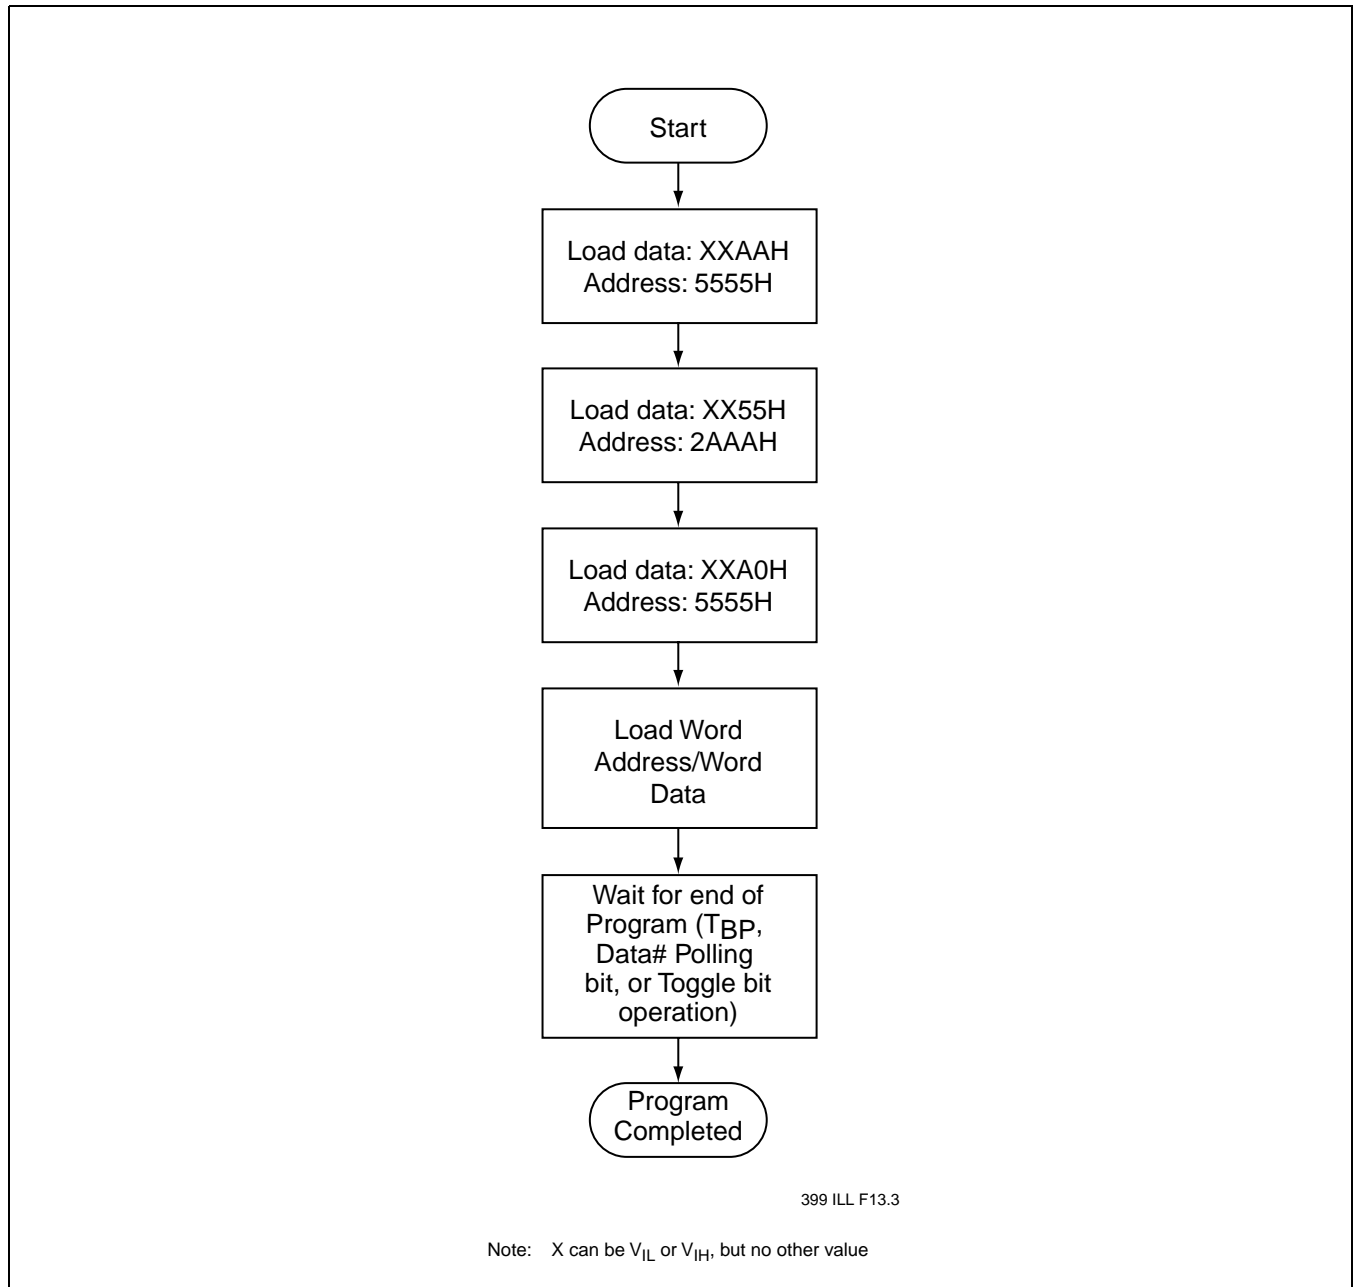 Start
Load data: XXAAH
Address: 5555H
Load data: XX55H
Address: 2AAAH
Load data: XXA0H
Address: 5555H
Load Word
Address/Word
Data
Wait for end of
Program (TBP,
Data# Polling
bit, or Toggle bit
operation)
Program
Completed
399 ILL F13.3
Note: X can be VIL or VIH, but no other value